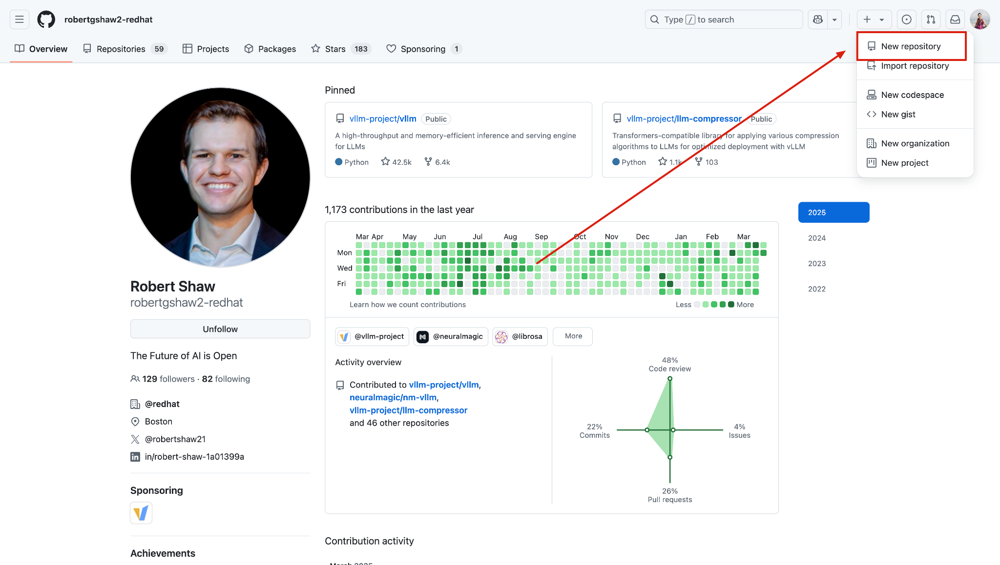 robertgshaw2-redhat
Type / to search
Overview
Repositories 59
Projects
Packages
Stars 183
Sponsoring 1
New repository
Import repository
New codespace
New gist
New organization
New project
Robert Shaw
robertgshaw2-redhat
Unfollow
The Future of AI is Open
129 followers · 82 following
@redhat
Boston
@robertshaw21
in/robert-shaw-1a01399a
Sponsoring
Achievements
Pinned
vllm-project/vllm Public
A high-throughput and memory-efficient inference and serving engine
for LLMs
Python 42.5k 6.4k
vllm-project/llm-compressor Public
Transformers-compatible library for applying various compression
algorithms to LLMs for optimized deployment with vLLM
Python 1.1k 103
1,173 contributions in the last year
Mar Apr May Jun Jul Aug Sep Oct Nov Dec Jan Feb Mar
Mon
Wed
Fri
Learn how we count contributions
Less More
2025
2024
2023
2022
@vllm-project
@neuralmagic
@librosa
More
Activity overview
Contributed to vllm-project/vllm,
neuralmagic/nm-vllm,
vllm-project/llm-compressor
and 46 other repositories
48%
Code review
22%
Commits
4%
Issues
26%
Pull requests
Contribution activity
March 2025